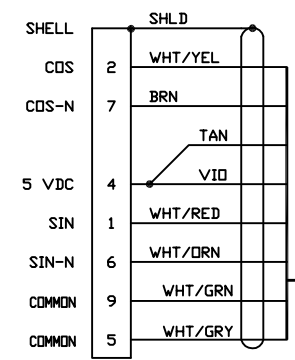 SHELL SHLD
COS 2 WHT/YEL
COS-N 7 BRN
TAN
5 VDC 4 VIO
SIN 1 WHT/RED
SIN-N 6 WHT/ORN
COMMON 9 WHT/GRN
COMMON 5 WHT/GRY